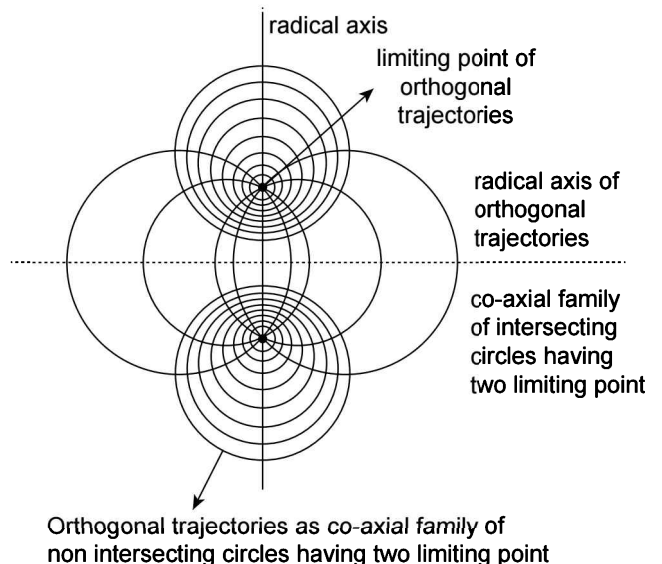 radical axis
limiting point of
orthogonal
trajectories
radical axis of
orthogonal
trajectories
co-axial family
of intersecting
circles having
two limiting point
Orthogonal trajectories as co-axial family of
non intersecting circles having two limiting point